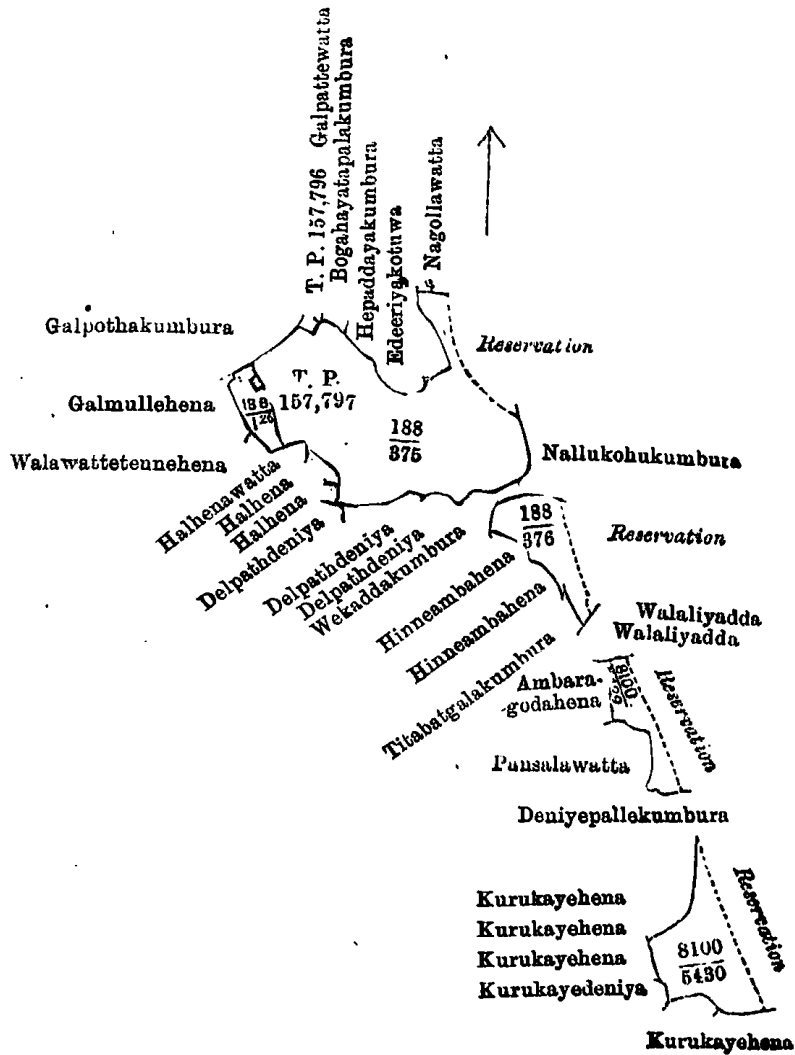 T. P. 157,796 Galpattewatta
Bogahayatapalakumbura
Hepaddayakumbura
Edeeriyakotuwa
Nagollawatta
Galpothakumbura
Reservation
T. P.
157,797
Galmullehena
188
126
188
375
Nallukohukumbura
Walawattetennehena
Halhenawatta
Halhena
Halhena
Delpathdeniya
Delpathdeniya
Delpathdeniya
Wekaddakumbura
188
376
Reservation
Hinneambahena
Hinneambahena
Titabatgalakumbura
Walaliyadda
Walaliyadda
Ambara-
godahena
8100
Reservation
Pansalawatta
Deniyepallekumbura
Reservation
Kurukayehena
Kurukayehena
Kurukayehena
Kurukayedeniya
8100
5430
Kurukayehena